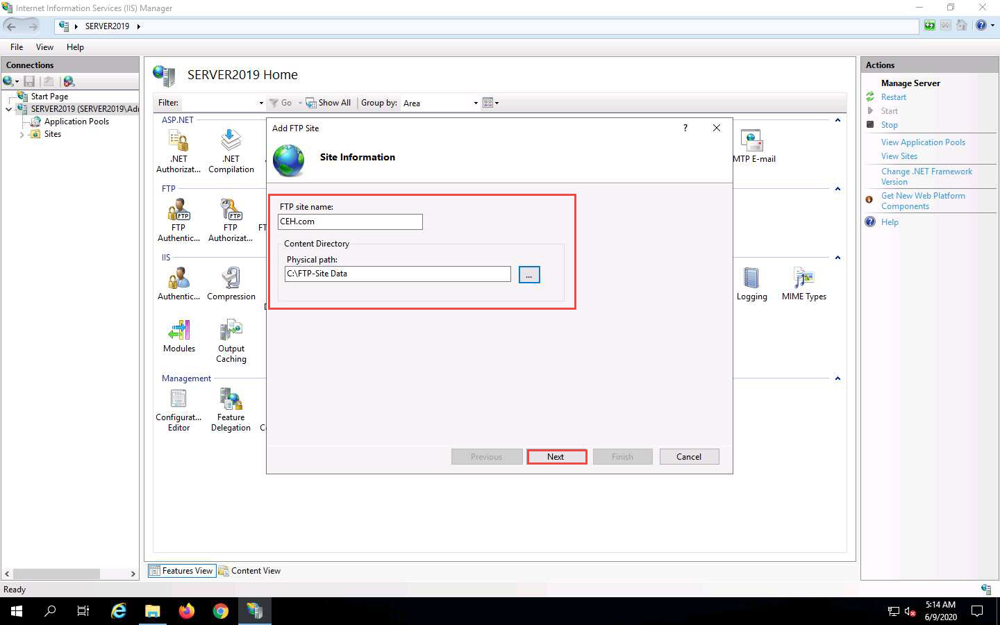 Internet Information Services (IIS) Manager
SERVER2019
File View Help
Connections
Start Page
SERVER2019 (SERVER2019\Adi
Application Pools
Sites
SERVER2019 Home
Filter: Go Show All Group by: Area
ASP.NET
.NET Authorizat...
.NET Compilation
MTP E-mail
FTP
FTP Authentic...
FTP Authorizat...
IIS
Authentic...
Compression
Logging
MIME Types
Modules
Output Caching
Management
Configurat... Editor
Feature Delegation
Add FTP Site
?
Site Information
FTP site name:
CEH.com
Content Directory
Physical path:
C:\FTP-Site Data
...
Previous Next Finish Cancel
Features View Content View
Actions
Manage Server
Restart
Start
Stop
View Application Pools
View Sites
Change .NET Framework
Version
Get New Web Platform
Components
Help
Ready
5:14 AM
6/9/2020